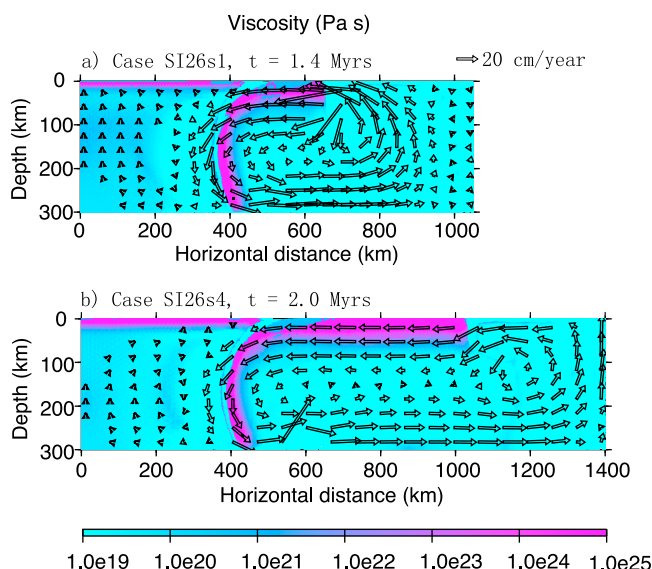 Viscosity (Pa s)
a) Case SI26s1, t = 1.4 Myrs
20 cm/year
0
100
200
300
Depth (km)
0 200 400 600 800 1000
Horizontal distance (km)
b) Case SI26s4, t = 2.0 Myrs
0
100
200
300
Depth (km)
0 200 400 600 800 1000 1200 1400
Horizontal distance (km)
1.0e19 1.0e20 1.0e21 1.0e22 1.0e23 1.0e24 1.0e25